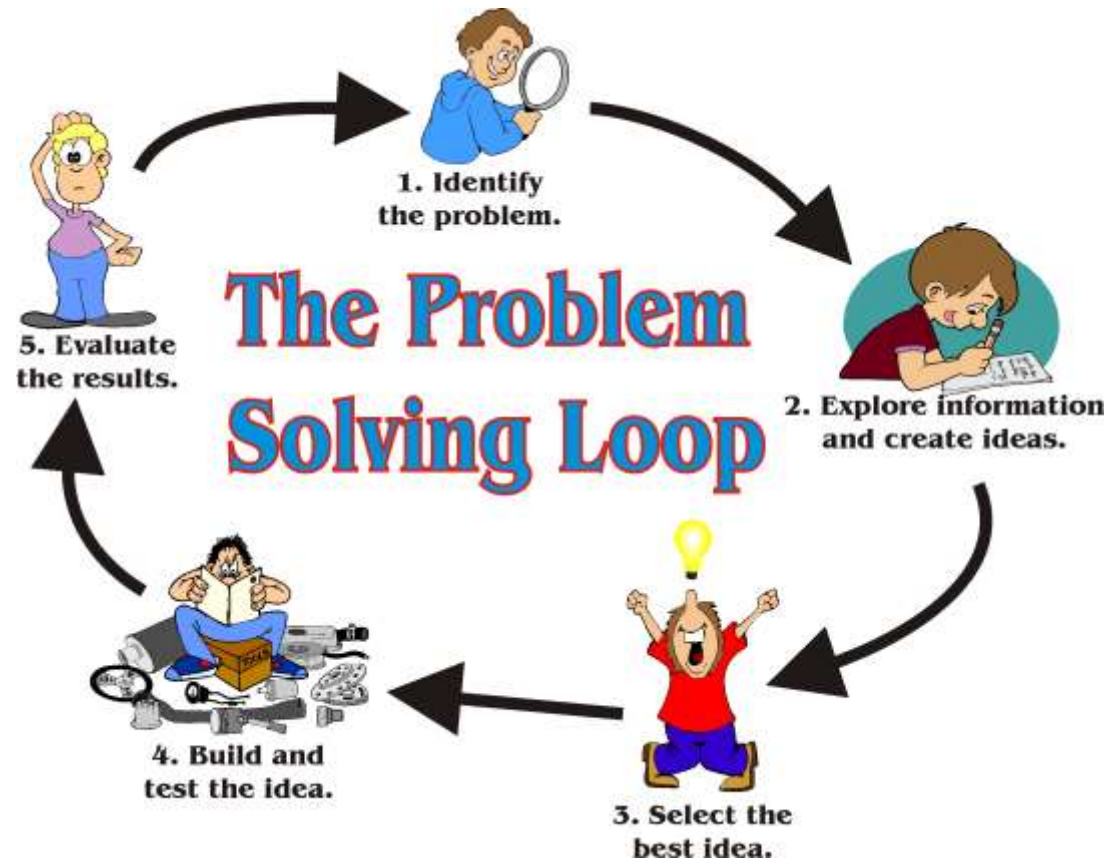 The Problem
Solving Loop
1. Identify
the problem.
2. Explore information
and create ideas.
3. Select the
best idea.
4. Build and
test the idea.
5. Evaluate
the results.